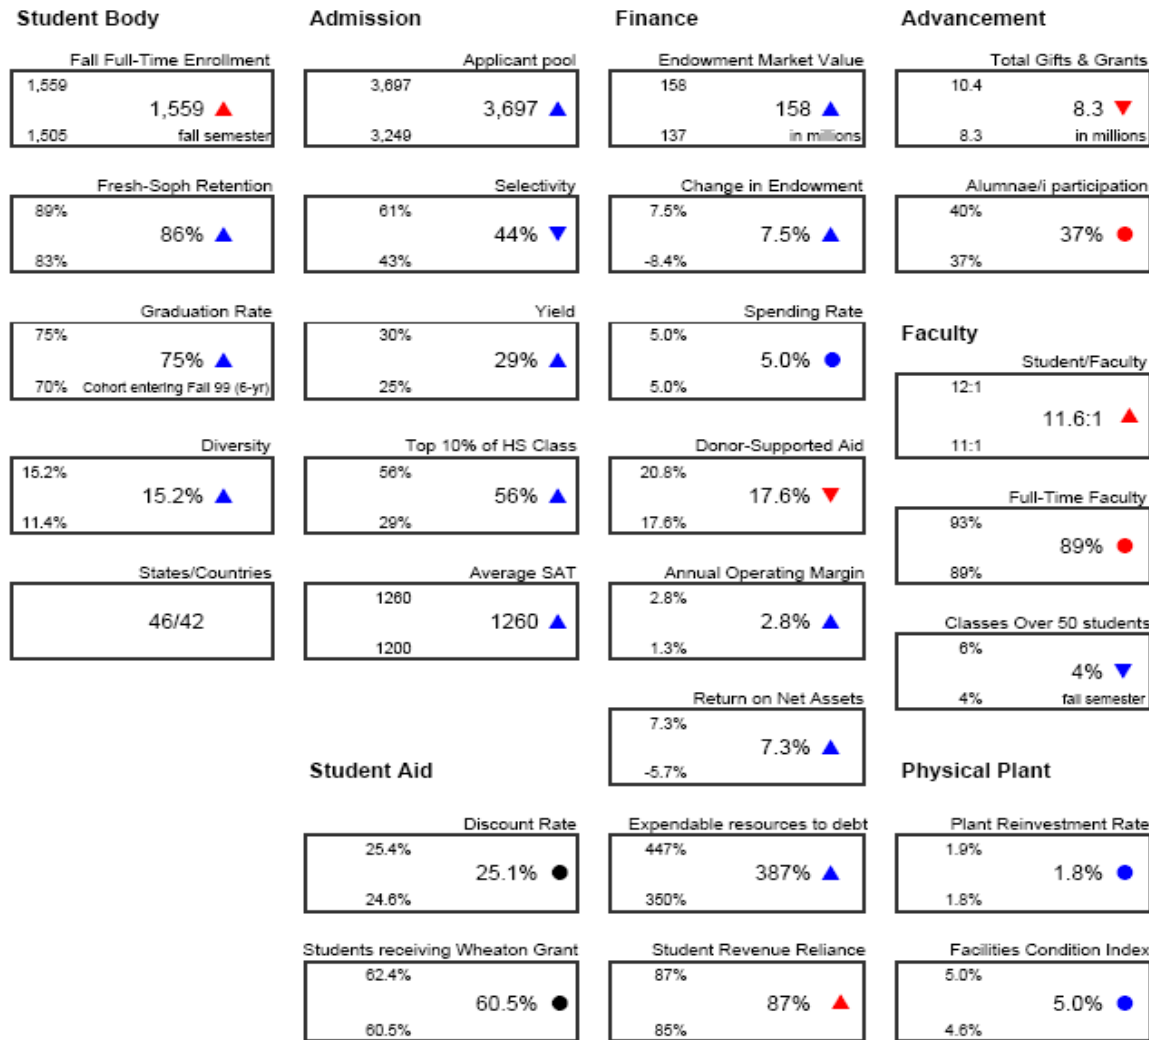 Student Body
Fall Full-Time Enrollment
1,559
1,559
1,505 fall semester
Fresh-Soph Retention
89%
86%
83%
Graduation Rate
75%
75%
70% Cohort entering Fall 99 (6-yr)
Diversity
15.2%
15.2%
11.4%
States/Countries
46/42
Admission
Applicant pool
3,697
3,697
3,249
Selectivity
61%
44%
43%
Yield
30%
29%
25%
Top 10% of HS Class
56%
56%
29%
Average SAT
1260
1260
1200
Student Aid
Discount Rate
25.4%
25.1%
24.6%
Students receiving Wheaton Grant
62.4%
60.5%
60.5%
Finance
Endowment Market Value
158
158
137 in millions
Change in Endowment
7.5%
7.5%
-8.4%
Spending Rate
5.0%
5.0%
5.0%
Donor-Supported Aid
20.8%
17.6%
17.6%
Annual Operating Margin
2.8%
2.8%
1.3%
Return on Net Assets
7.3%
7.3%
-5.7%
Expendable resources to debt
447%
387%
350%
Student Revenue Reliance
87%
87%
85%
Advancement
Total Gifts & Grants
10.4
8.3
8.3 in millions
Alumnae/i participation
40%
37%
37%
Faculty
Student/Faculty
12:1
11.6:1
11:1
Full-Time Faculty
93%
89%
89%
Classes Over 50 students
6%
4%
4% fall semester
Physical Plant
Plant Reinvestment Rate
1.9%
1.8%
1.8%
Facilities Condition Index
5.0%
5.0%
4.6%